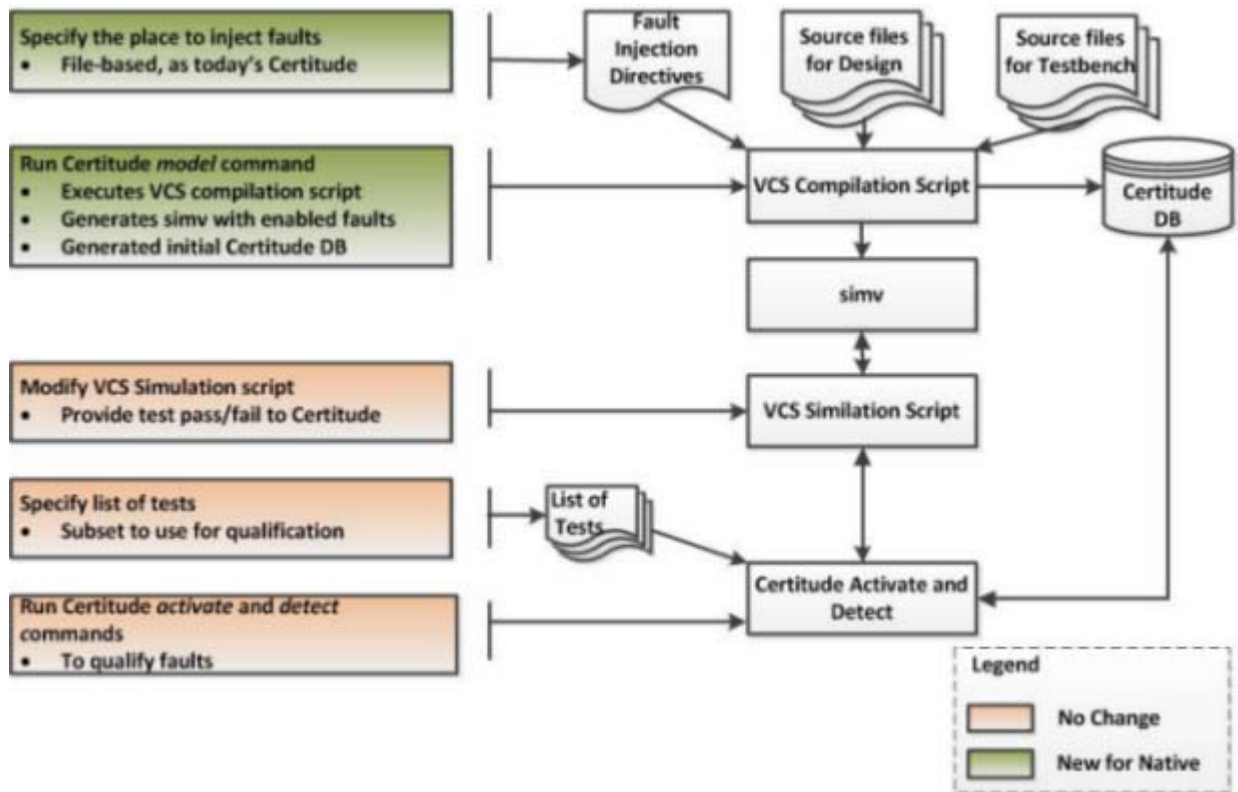 Specify the place to inject faults
• File-based, as today's Certitude
Fault
Injection
Directives
Source files
for Design
Source files
for Testbench
Run Certitude model command
• Executes VCS compilation script
• Generates simv with enabled faults
• Generated initial Certitude DB
VCS Compilation Script
Certitude
DB
simv
Modify VCS Simulation script
• Provide test pass/fail to Certitude
VCS Similation Script
Specify list of tests
• Subset to use for qualification
List of
Tests
Certitude Activate and
Detect
Run Certitude activate and detect
commands
• To qualify faults
Legend
No Change
New for Native